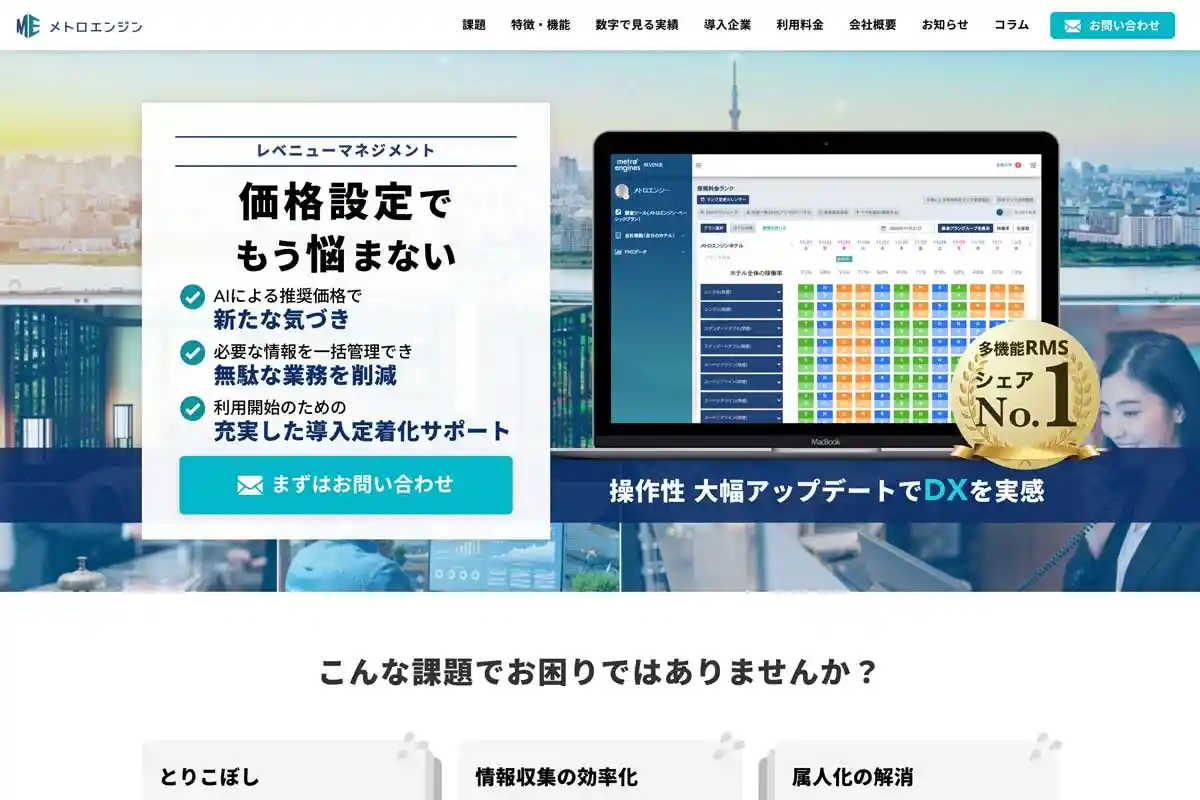 メトロエンジン
課題
特徴・機能
数字で見る実績
導入企業
利用料金
会社概要
お知らせ
コラム
お問い合わせ
レベニューマネジメント
価格設定で
もう悩まない
AIによる推奨価格で
新たな気づき
必要な情報を一括管理でき
無駄な業務を削減
利用開始のための
充実した導入定着化サポート
まずはお問い合わせ
metro engines REVENUE
推奨料金ランク
メトロエンジンホテル
ホテル全体の稼働率
MacBook
多機能RMS
シェア
No.1
操作性 大幅アップデートでDXを実感
こんな課題でお困りではありませんか？
とりこぼし
情報収集の効率化
属人化の解消